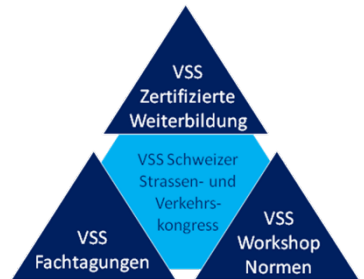 VSS
Zertifizierte
Weiterbildung
VSS Schweizer
Strassen- und
Verkehrs-
kongress
VSS
Fachtagungen
VSS
Workshop
Normen